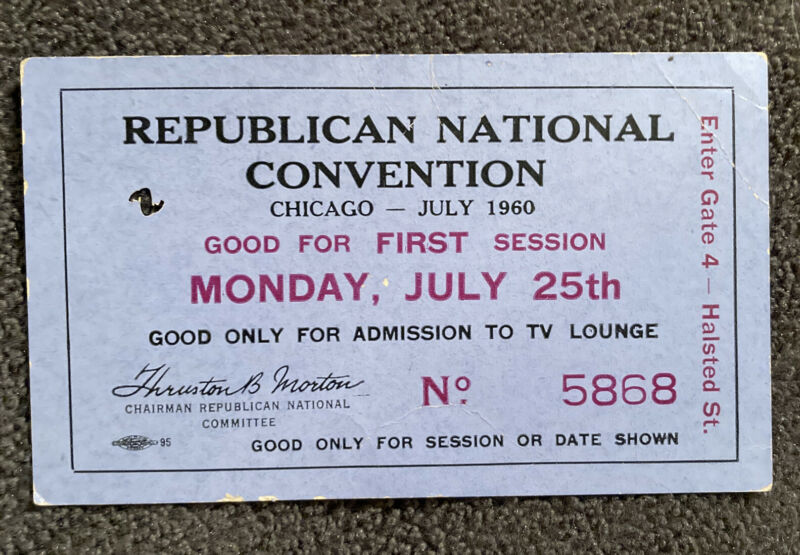 REPUBLICAN NATIONAL
CONVENTION
CHICAGO — JULY 1960
GOOD FOR FIRST SESSION
MONDAY, JULY 25th
GOOD ONLY FOR ADMISSION TO TV LOUNGE
Thruston B Morton
CHAIRMAN REPUBLICAN NATIONAL
COMMITTEE
Nº 5868
95
GOOD ONLY FOR SESSION OR DATE SHOWN
Enter Gate 4 — Halsted St.